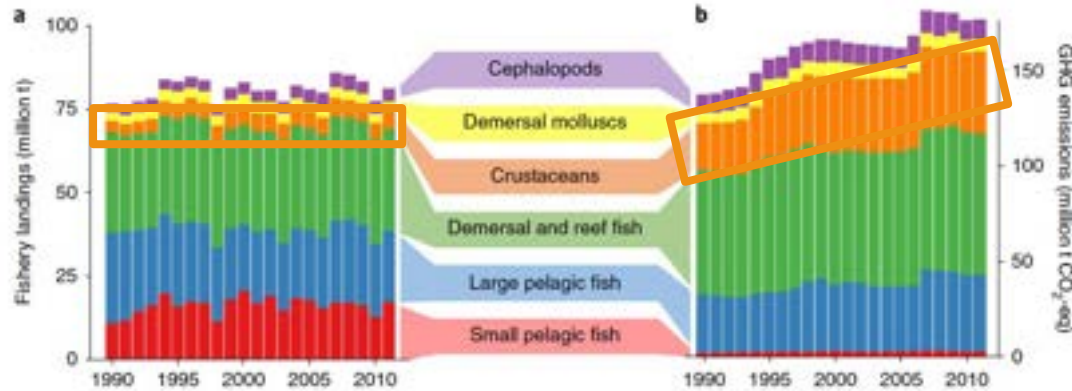 a
b
100
75
50
25
0
Fishery landings (million t)
1990 1995 2000 2005 2010
Cephalopods
Demersal molluscs
Crustaceans
Demersal and reef fish
Large pelagic fish
Small pelagic fish
150
100
50
0
GHG emissions (million t CO₂-eq)
1990 1995 2000 2005 2010